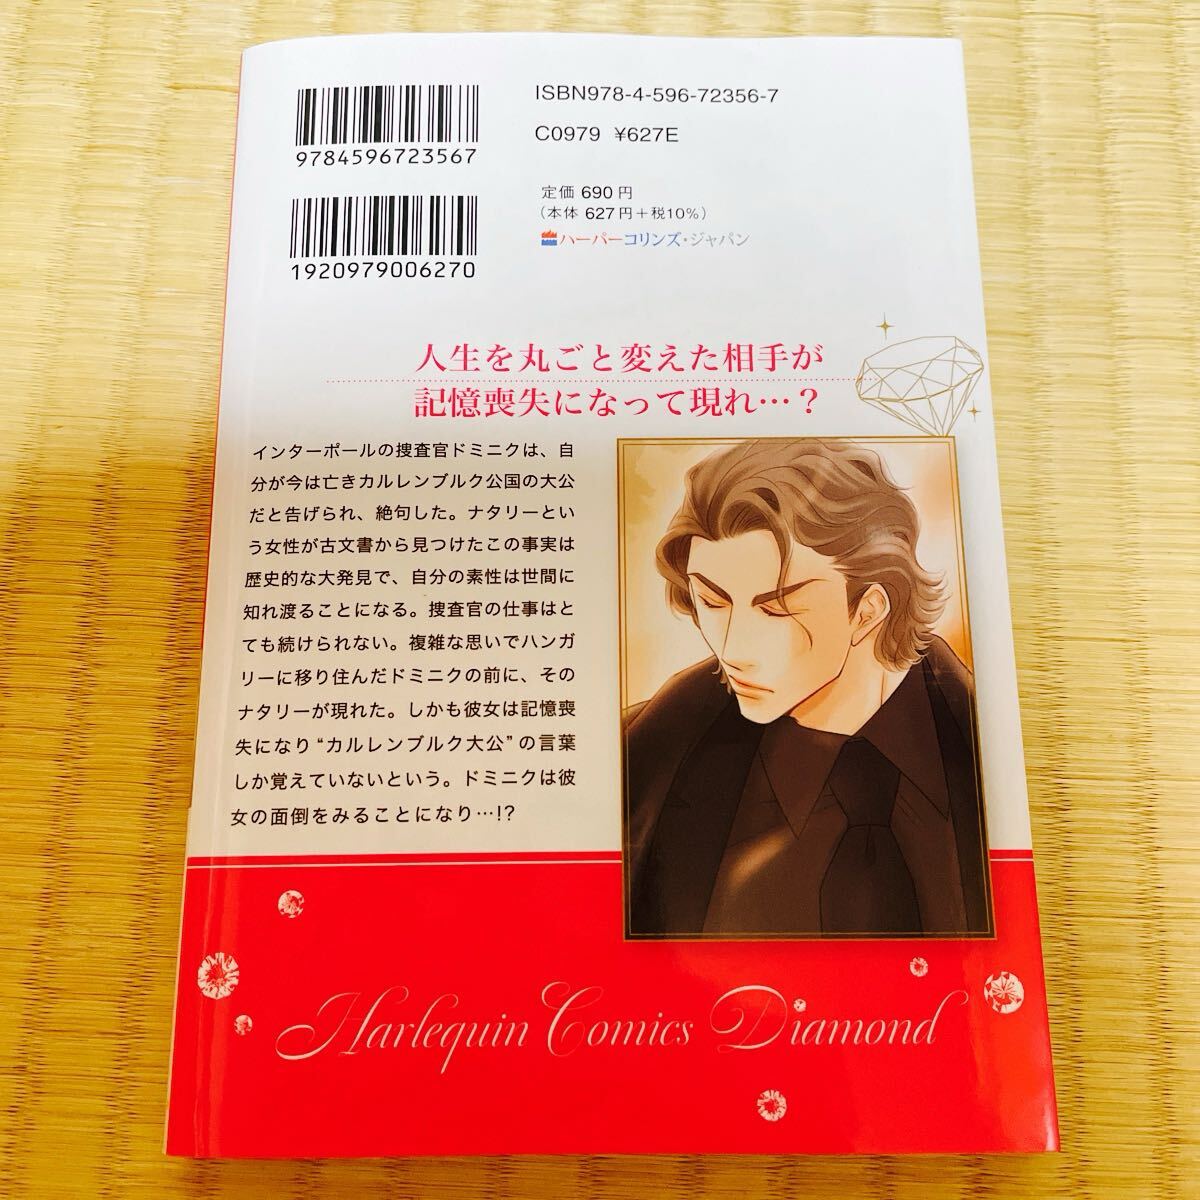 ISBN978-4-596-72356-7
9784596723567
C0979 ¥627E
定価 690円
(本体 627円+税10%)
ハーパーコリンズ・ジャパン
1920979006270
人生を丸ごと変えた相手が
記憶喪失になって現れ…?
インターポールの捜査官ドミニクは、自
分が今は亡きカルレンブルク公国の大公
だと告げられ、絶句した。ナタリーとい
う女性が古文書から見つけたこの事実は
歴史的な大発見で、自分の素性は世間に
知れ渡ることになる。捜査官の仕事はと
ても続けられない。複雑な思いでハンガ
リーに移り住んだドミニクの前に、その
ナタリーが現れた。しかも彼女は記憶喪
失になり“カルレンブルク大公”の言葉
しか覚えていないという。ドミニクは彼
女の面倒をみることになり…!?
Harlequin Comics Diamond